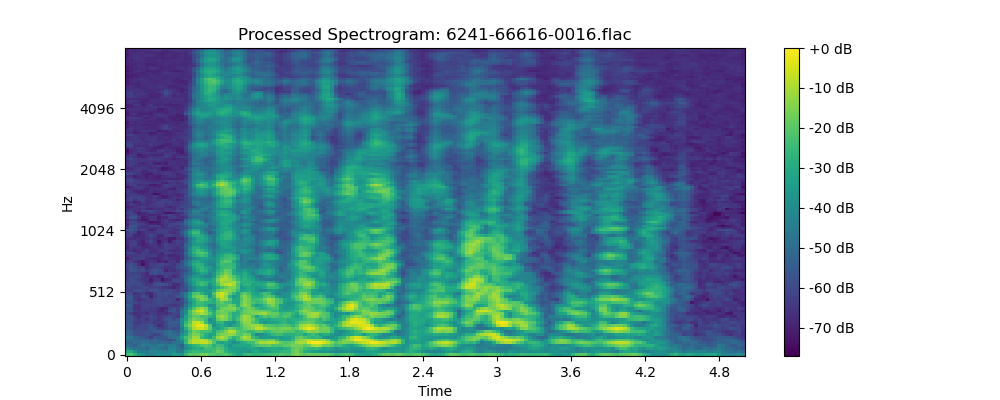 Processed Spectrogram: 6241-66616-0016.flac
Hz
4096
2048
1024
512
0
0 0.6 1.2 1.8 2.4 3 3.6 4.2 4.8
Time
+0 dB
-10 dB
-20 dB
-30 dB
-40 dB
-50 dB
-60 dB
-70 dB